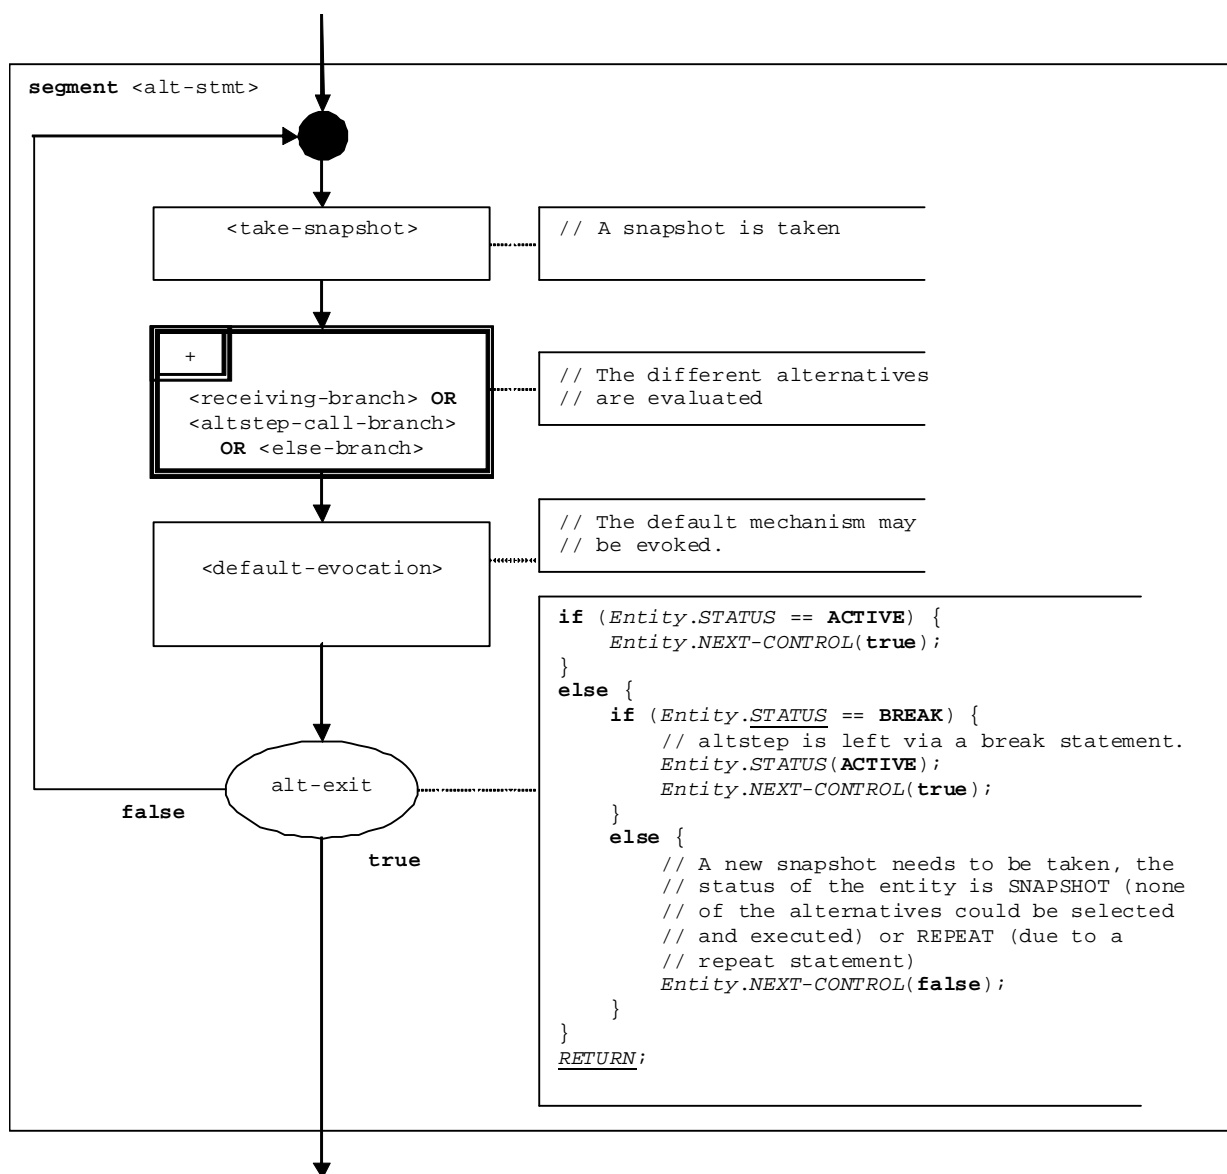 segment <alt-stmt>
<take-snapshot>
// A snapshot is taken
+
<receiving-branch> OR
<altstep-call-branch>
OR <else-branch>
// The different alternatives
// are evaluated
<default-evocation>
// The default mechanism may
// be evoked.
alt-exit
false
true
if (Entity.STATUS == ACTIVE) {
Entity.NEXT-CONTROL(true);
}
else {
if (Entity.STATUS == BREAK) {
// altstep is left via a break statement.
Entity.STATUS(ACTIVE);
Entity.NEXT-CONTROL(true);
}
else {
// A new snapshot needs to be taken, the
// status of the entity is SNAPSHOT (none
// of the alternatives could be selected
// and executed) or REPEAT (due to a
// repeat statement)
Entity.NEXT-CONTROL(false);
}
}
RETURN;